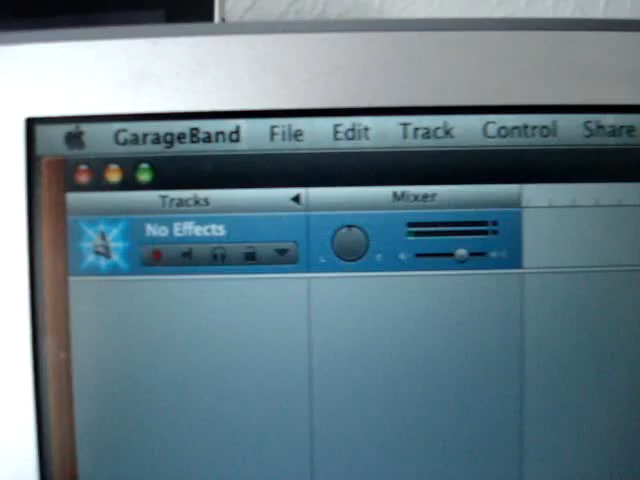 GarageBand File Edit Track Control Share
Tracks Mixer
No Effects